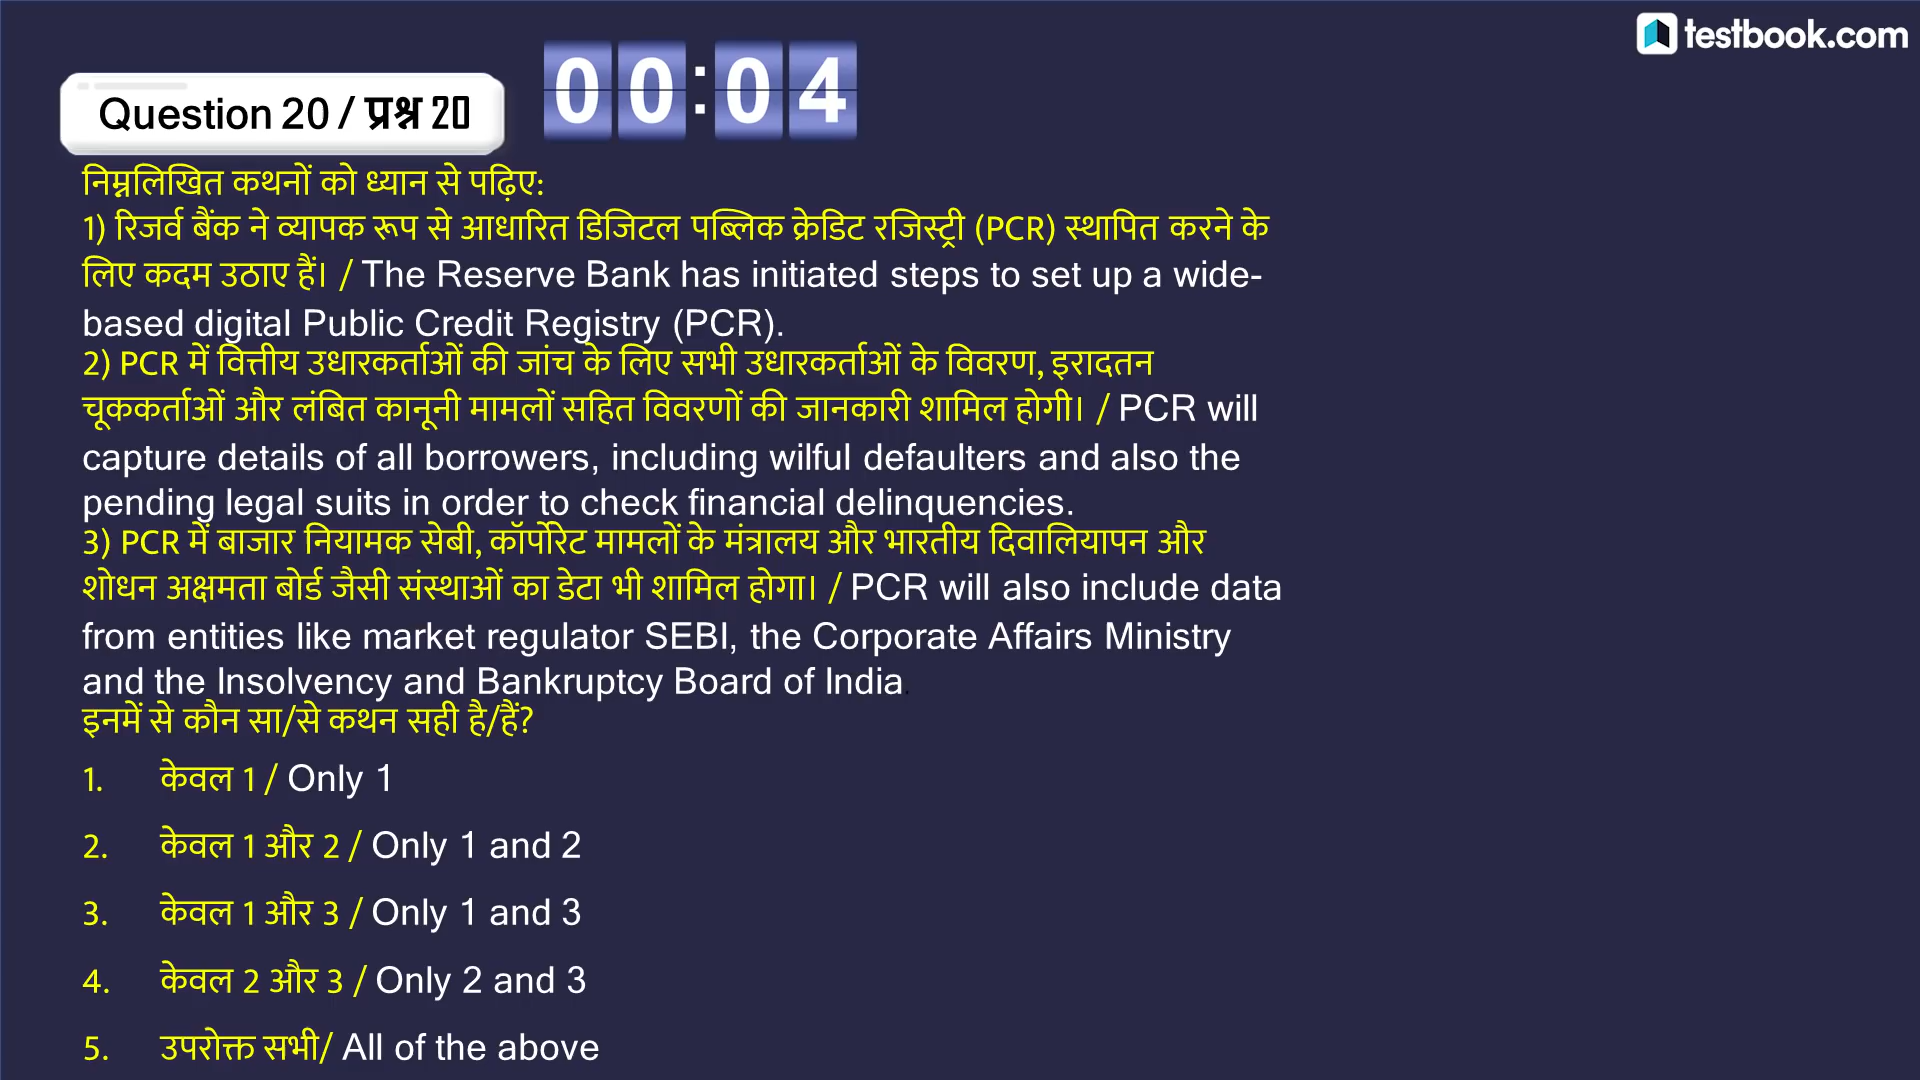 testbook.com
00:04
Question 20 / प्रश्न 20
निम्नलिखित कथनों को ध्यान से पढ़िए:
1) रिजर्व बैंक ने व्यापक रूप से आधारित डिजिटल पब्लिक क्रेडिट रजिस्ट्री (PCR) स्थापित करने के
लिए कदम उठाए हैं। / The Reserve Bank has initiated steps to set up a wide-
based digital Public Credit Registry (PCR).
2) PCR में वित्तीय उधारकर्ताओं की जांच के लिए सभी उधारकर्ताओं के विवरण, इरादतन
चूककर्ताओं और लंबित कानूनी मामलों सहित विवरणों की जानकारी शामिल होगी। / PCR will
capture details of all borrowers, including wilful defaulters and also the
pending legal suits in order to check financial delinquencies.
3) PCR में बाजार नियामक सेबी, कॉर्पोरेट मामलों के मंत्रालय और भारतीय दिवालियापन और
शोधन अक्षमता बोर्ड जैसी संस्थाओं का डेटा भी शामिल होगा। / PCR will also include data
from entities like market regulator SEBI, the Corporate Affairs Ministry
and the Insolvency and Bankruptcy Board of India.
इनमें से कौन सा/से कथन सही है/हैं?
1. केवल 1 / Only 1
2. केवल 1 और 2 / Only 1 and 2
3. केवल 1 और 3 / Only 1 and 3
4. केवल 2 और 3 / Only 2 and 3
5. उपरोक्त सभी/ All of the above